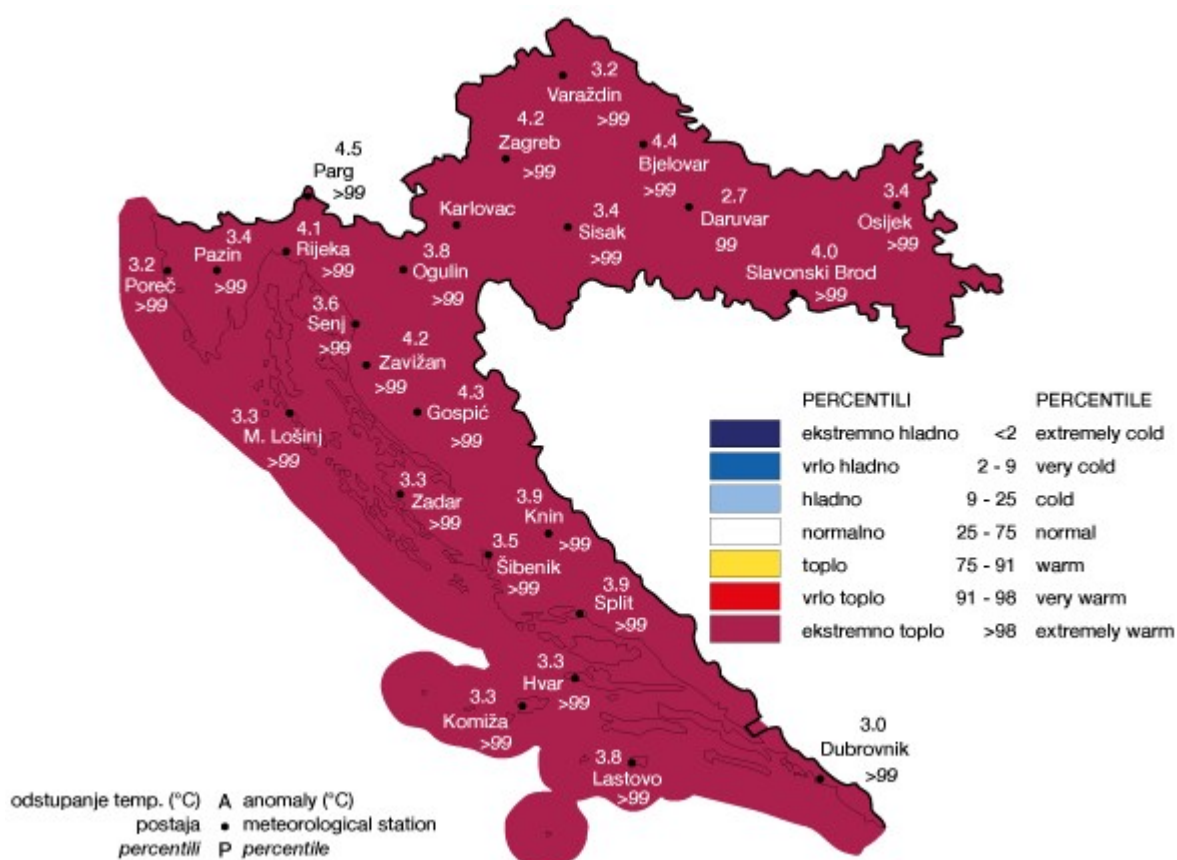 3.2
Varaždin
>99
4.2
Zagreb
>99
4.4
Bjelovar
>99
4.5
Parg
>99
2.7
Daruvar
99
3.4
Osijek
>99
Karlovac
3.4
Sisak
>99
4.0
Slavonski Brod
>99
4.1
Rijeka
>99
3.4
Pazin
>99
3.2
Poreč
>99
3.8
Ogulin
>99
3.6
Senj
>99
4.2
Zavižan
>99
4.3
Gospić
>99
3.3
M. Lošinj
>99
3.3
Zadar
>99
3.9
Knin
>99
3.5
Šibenik
>99
3.9
Split
>99
3.3
Hvar
>99
3.3
Komiža
>99
3.8
Lastovo
>99
3.0
Dubrovnik
>99
PERCENTILI PERCENTILE
ekstremno hladno <2 extremely cold
vrlo hladno 2 - 9 very cold
hladno 9 - 25 cold
normalno 25 - 75 normal
toplo 75 - 91 warm
vrlo toplo 91 - 98 very warm
ekstremno toplo >98 extremely warm
odstupanje temp. (°C) A anomaly (°C)
postaja • meteorological station
percentili P percentile